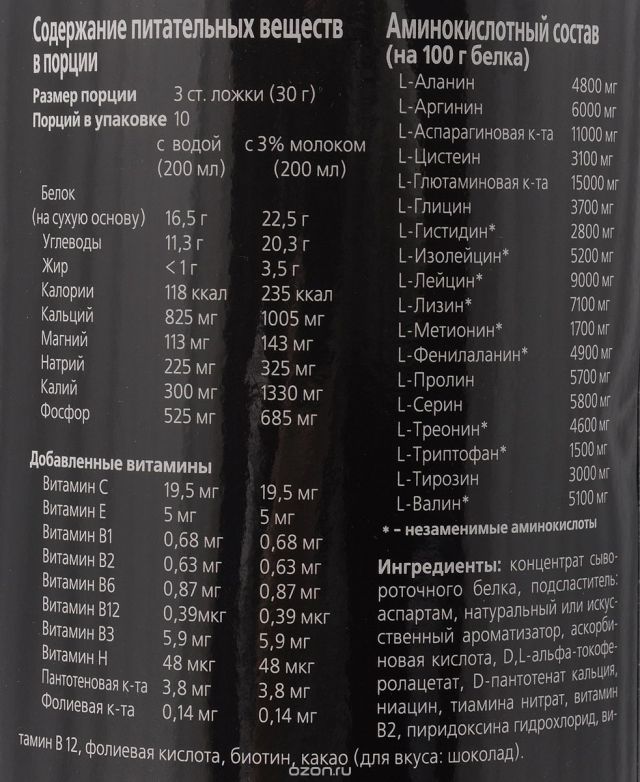 Содержание питательных веществ
в порции
Размер порции 3 ст. ложки (30 г)
Порций в упаковке 10
с водой с 3% молоком
(200 мл) (200 мл)
Белок
(на сухую основу) 16,5 г 22,5 г
Углеводы 11,3 г 20,3 г
Жир <1 г 3,5 г
Калории 118 ккал 235 ккал
Кальций 825 мг 1005 мг
Магний 113 мг 143 мг
Натрий 225 мг 325 мг
Калий 300 мг 1330 мг
Фосфор 525 мг 685 мг
Добавленные витамины
Витамин C 19,5 мг 19,5 мг
Витамин E 5 мг 5 мг
Витамин B1 0,68 мг 0,68 мг
Витамин B2 0,63 мг 0,63 мг
Витамин B6 0,87 мг 0,87 мг
Витамин B12 0,39мкг 0,39 мкг
Витамин B3 5,9 мг 5,9 мг
Витамин H 48 мкг 48 мкг
Пантотеновая к-та 3,8 мг 3,8 мг
Фолиевая к-та 0,14 мг 0,14 мг
Аминокислотный состав
(на 100 г белка)
L-Аланин 4800 мг
L-Аргинин 6000 мг
L-Аспарагиновая к-та 11000 мг
L-Цистеин 3100 мг
L-Глютаминовая к-та 15000 мг
L-Глицин 3700 мг
L-Гистидин* 2800 мг
L-Изолейцин* 5200 мг
L-Лейцин* 9000 мг
L-Лизин* 7100 мг
L-Метионин* 1700 мг
L-Фенилаланин* 4900 мг
L-Пролин 5700 мг
L-Серин 5800 мг
L-Треонин* 4600 мг
L-Триптофан* 1500 мг
L-Тирозин 3000 мг
L-Валин* 5100 мг
* – незаменимые аминокислоты
Ингредиенты: концентрат сыво-
роточного белка, подсластитель:
аспартам, натуральный или искус-
ственный ароматизатор, аскорби-
новая кислота, D,L-альфа-токофе-
ролацетат, D-пантотенат кальция,
ниацин, тиамина нитрат, витамин
B2, пиридоксина гидрохлорид, ви-
тамин B 12, фолиевая кислота, биотин, какао (для вкуса: шоколад).
ozon.ru